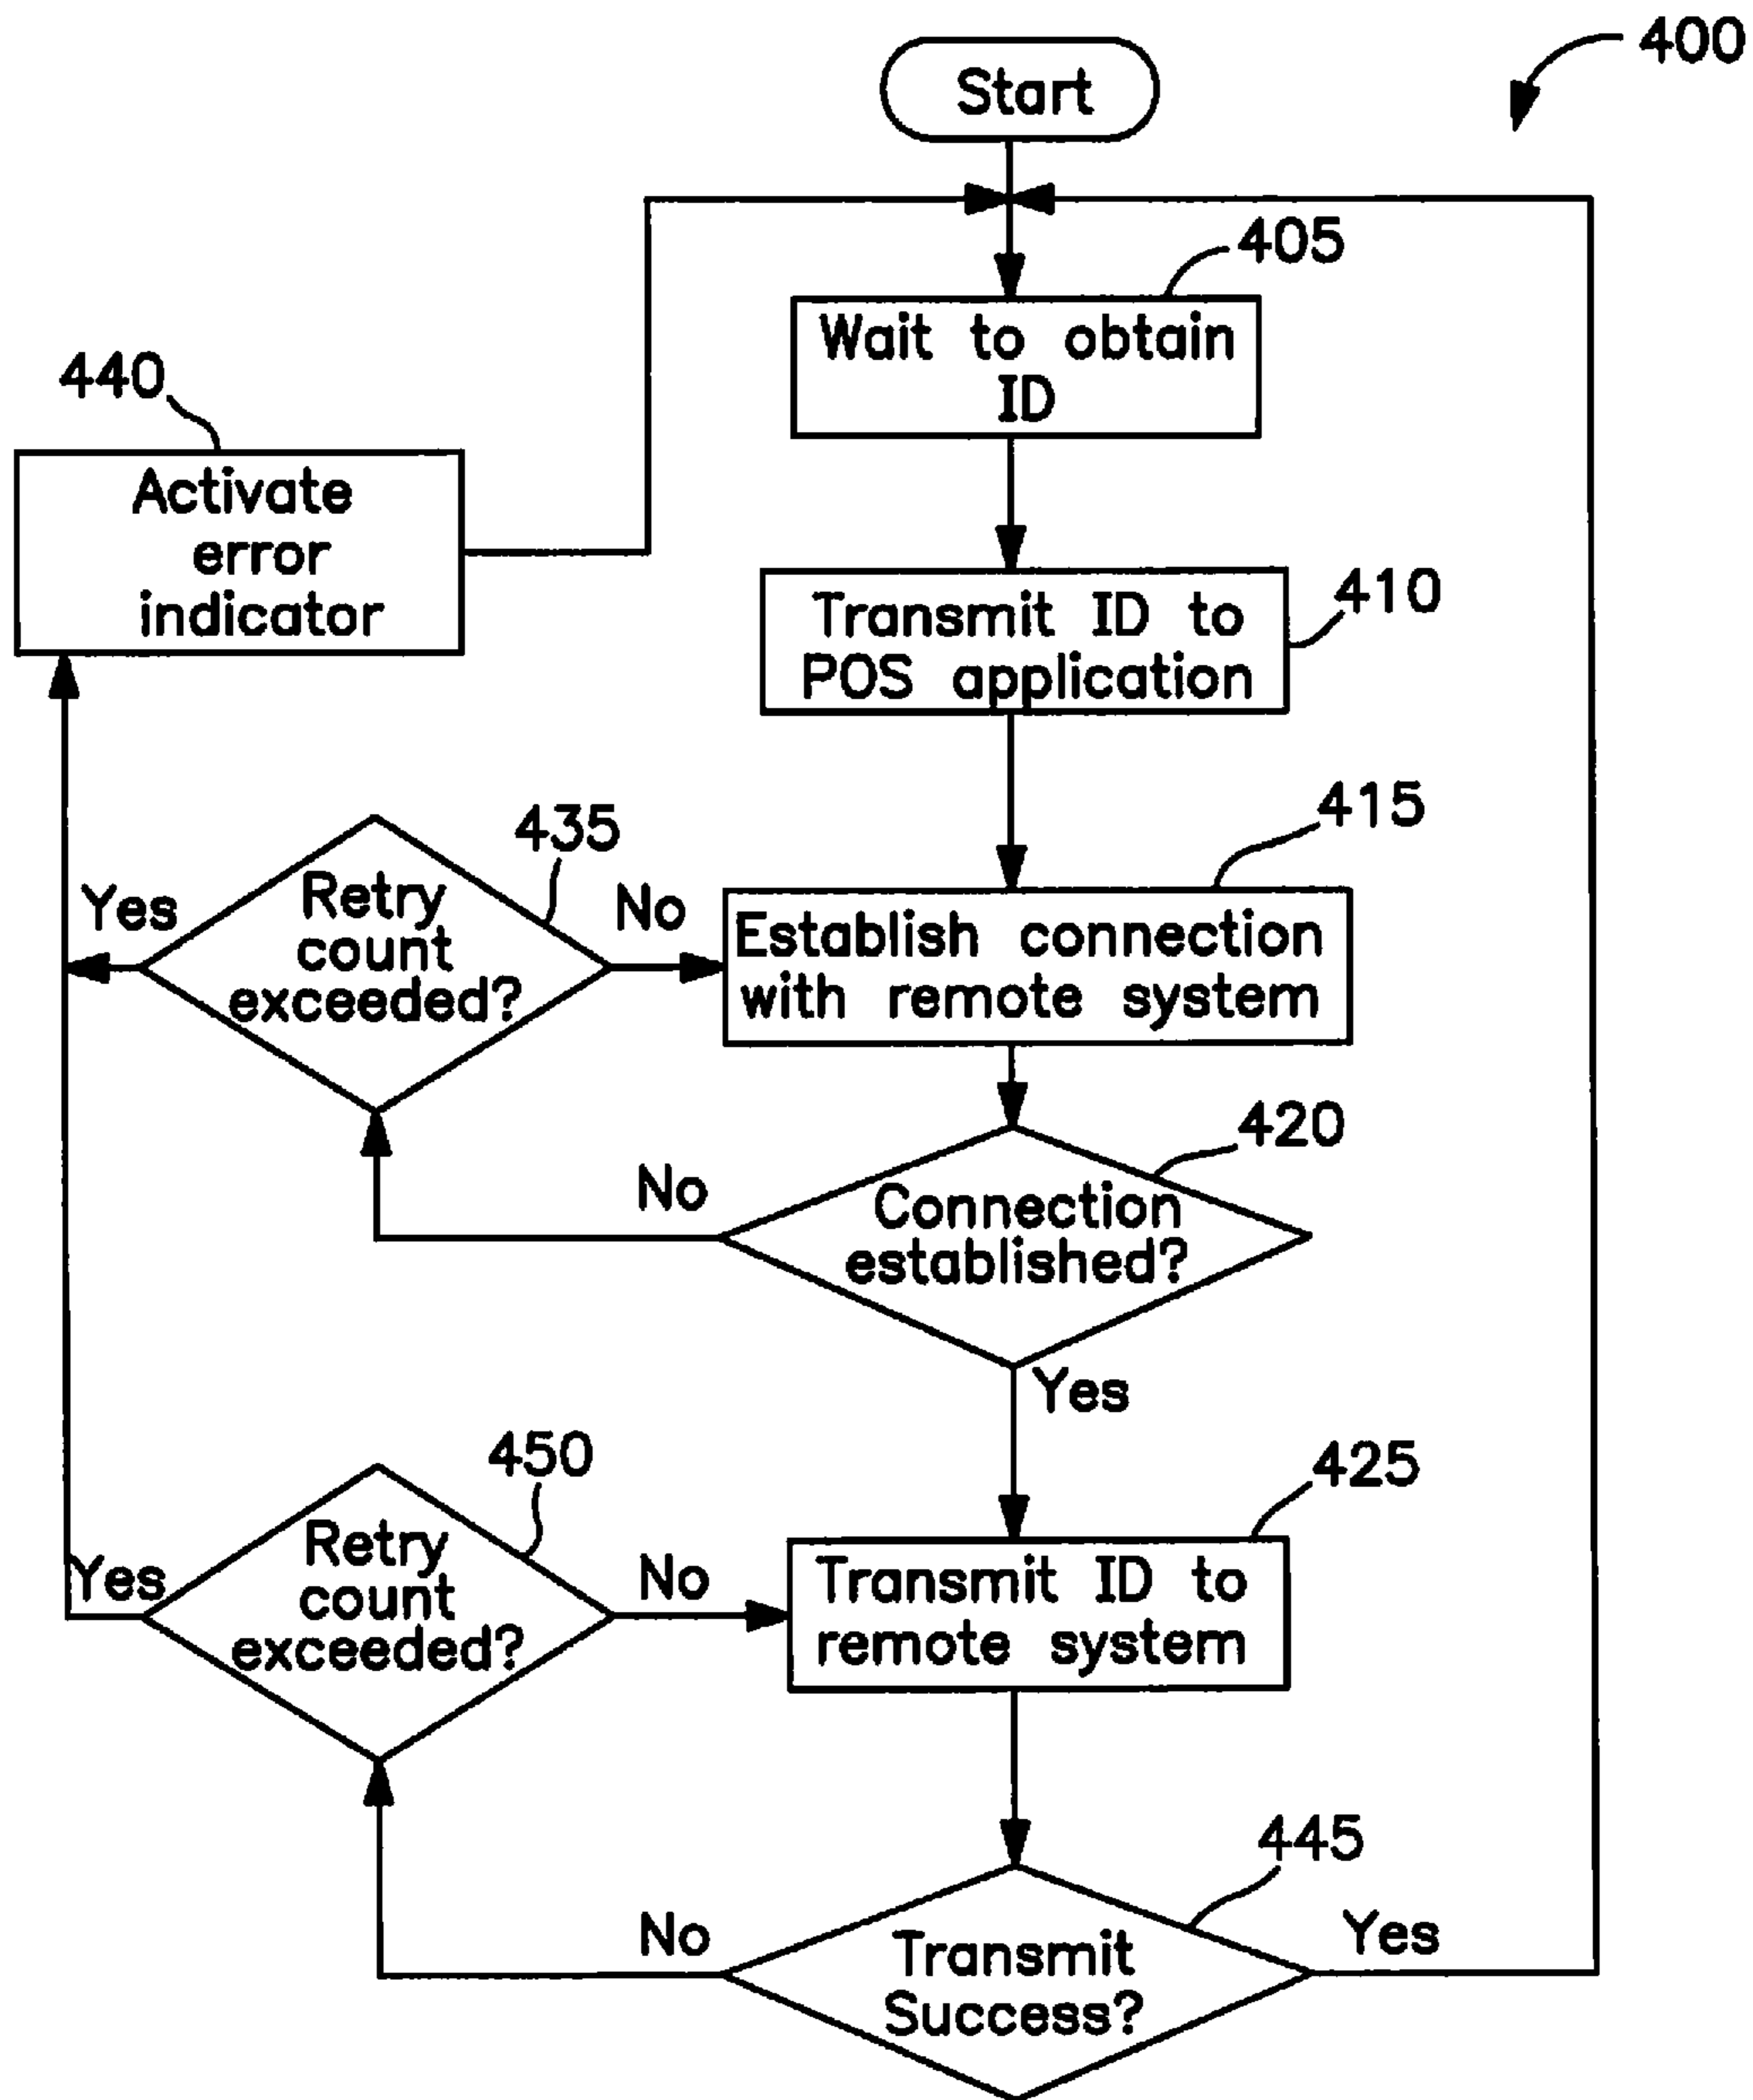 400
Start
405
Wait to obtain
ID
440
Activate
error
indicator
410
Transmit ID to
POS application
415
435
Yes
Retry
count
exceeded?
No
Establish connection
with remote system
420
No
Connection
established?
Yes
450
425
Yes
Retry
count
exceeded?
No
Transmit ID to
remote system
445
No
Transmit
Success?
Yes